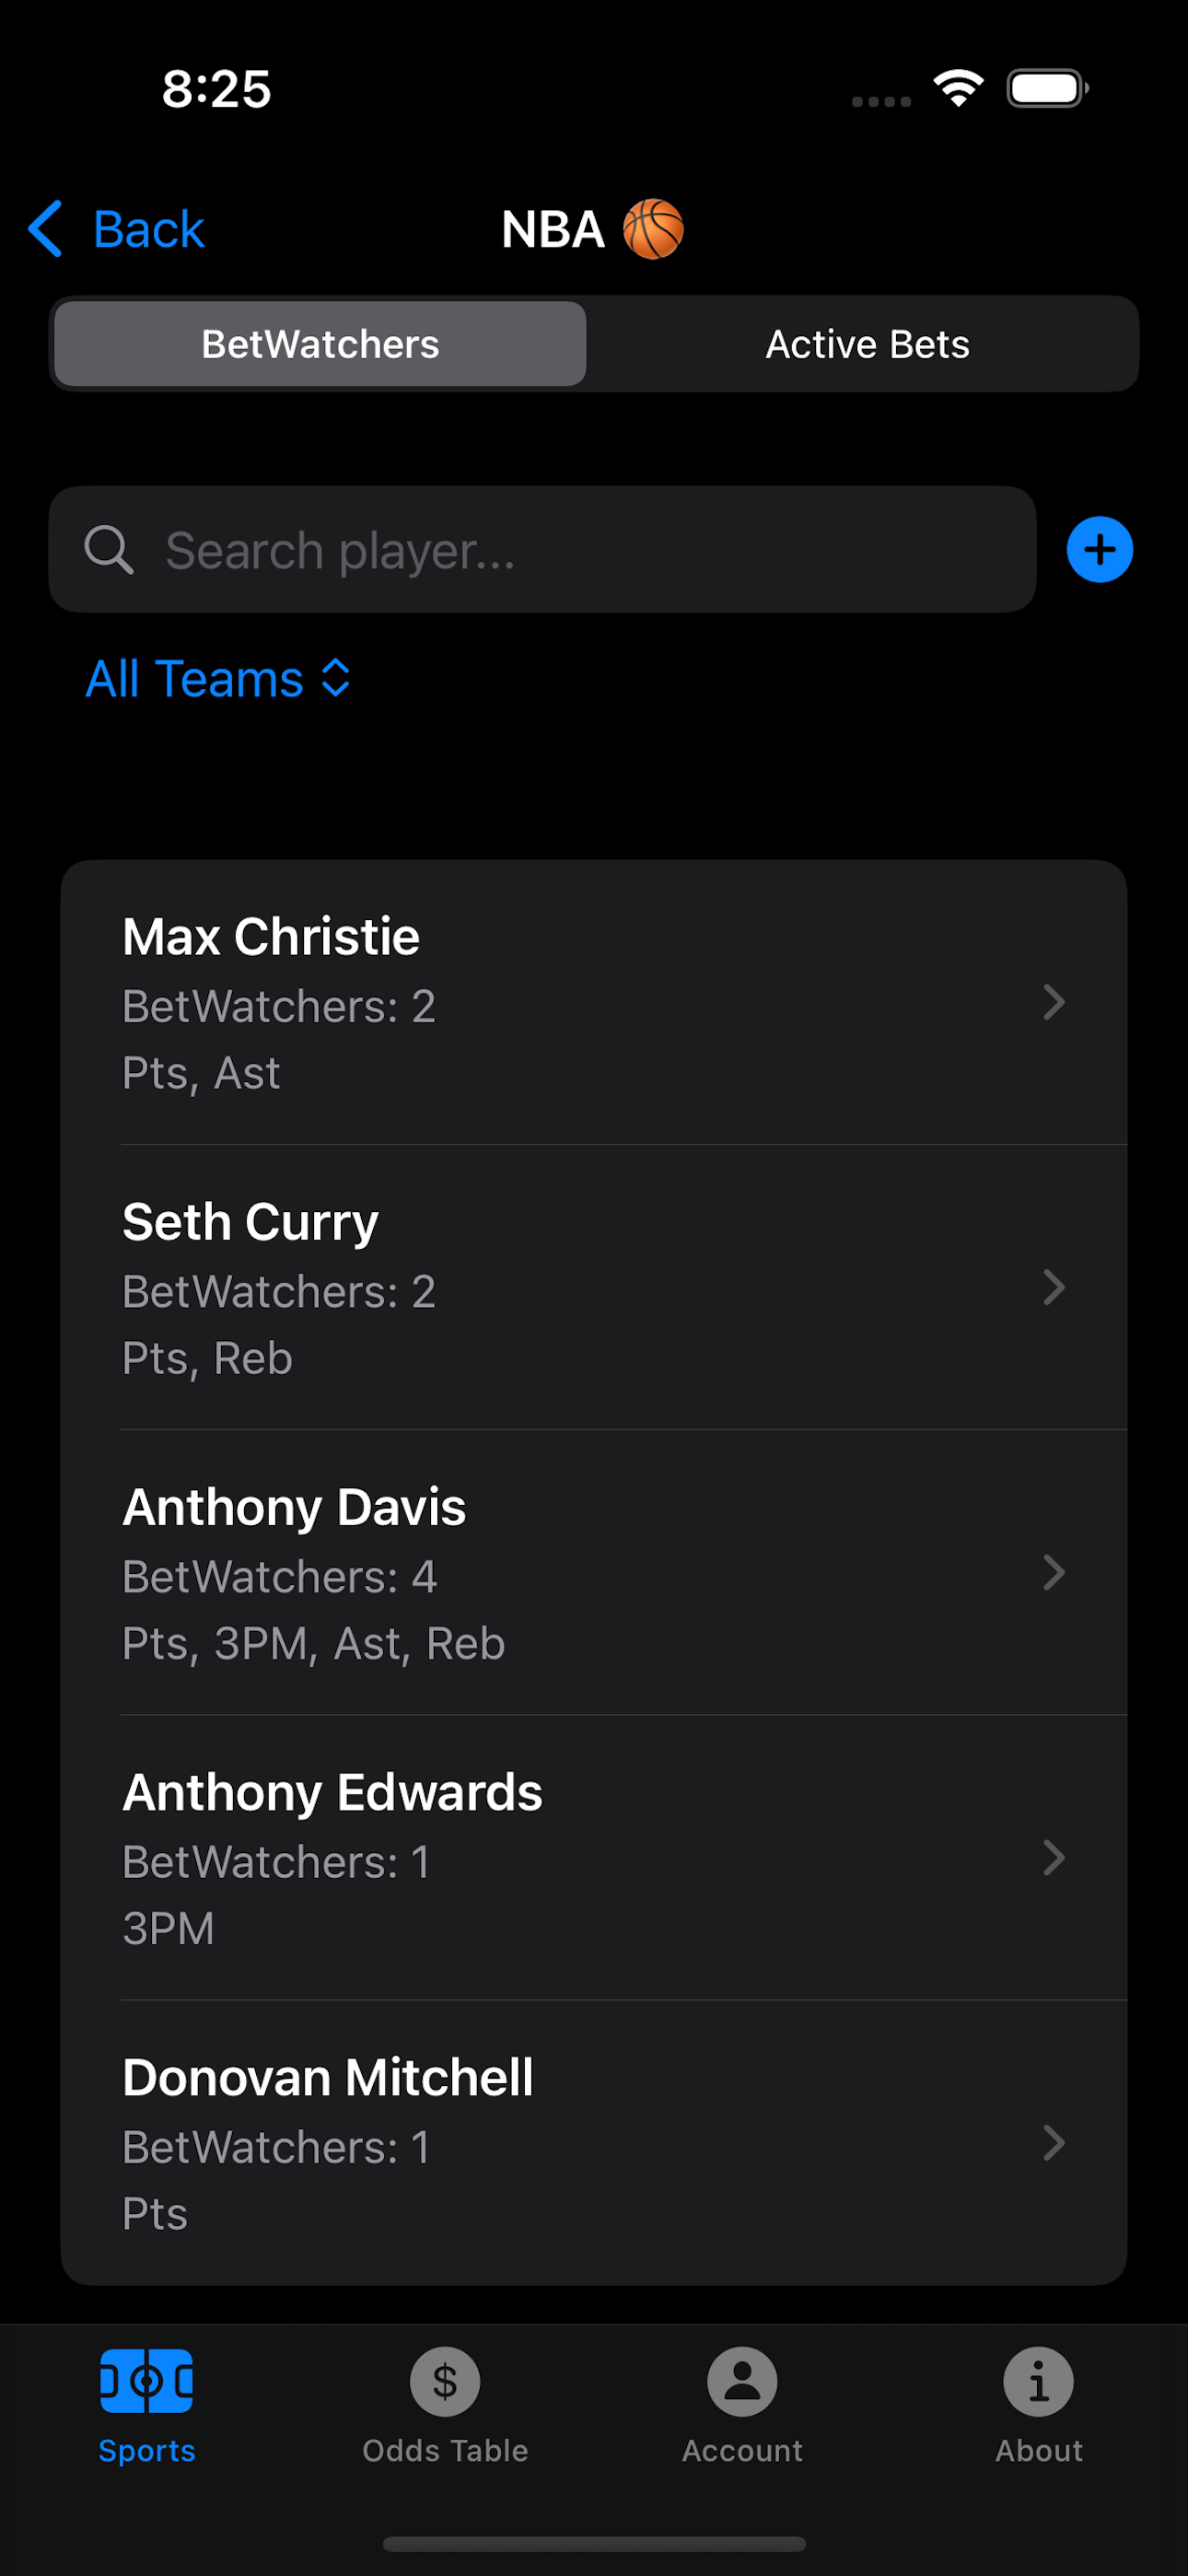 8:25
Back
NBA 🏀
BetWatchers
Active Bets
Search player...
All Teams
Max Christie
BetWatchers: 2
Pts, Ast
Seth Curry
BetWatchers: 2
Pts, Reb
Anthony Davis
BetWatchers: 4
Pts, 3PM, Ast, Reb
Anthony Edwards
BetWatchers: 1
3PM
Donovan Mitchell
BetWatchers: 1
Pts
Sports
Odds Table
Account
About